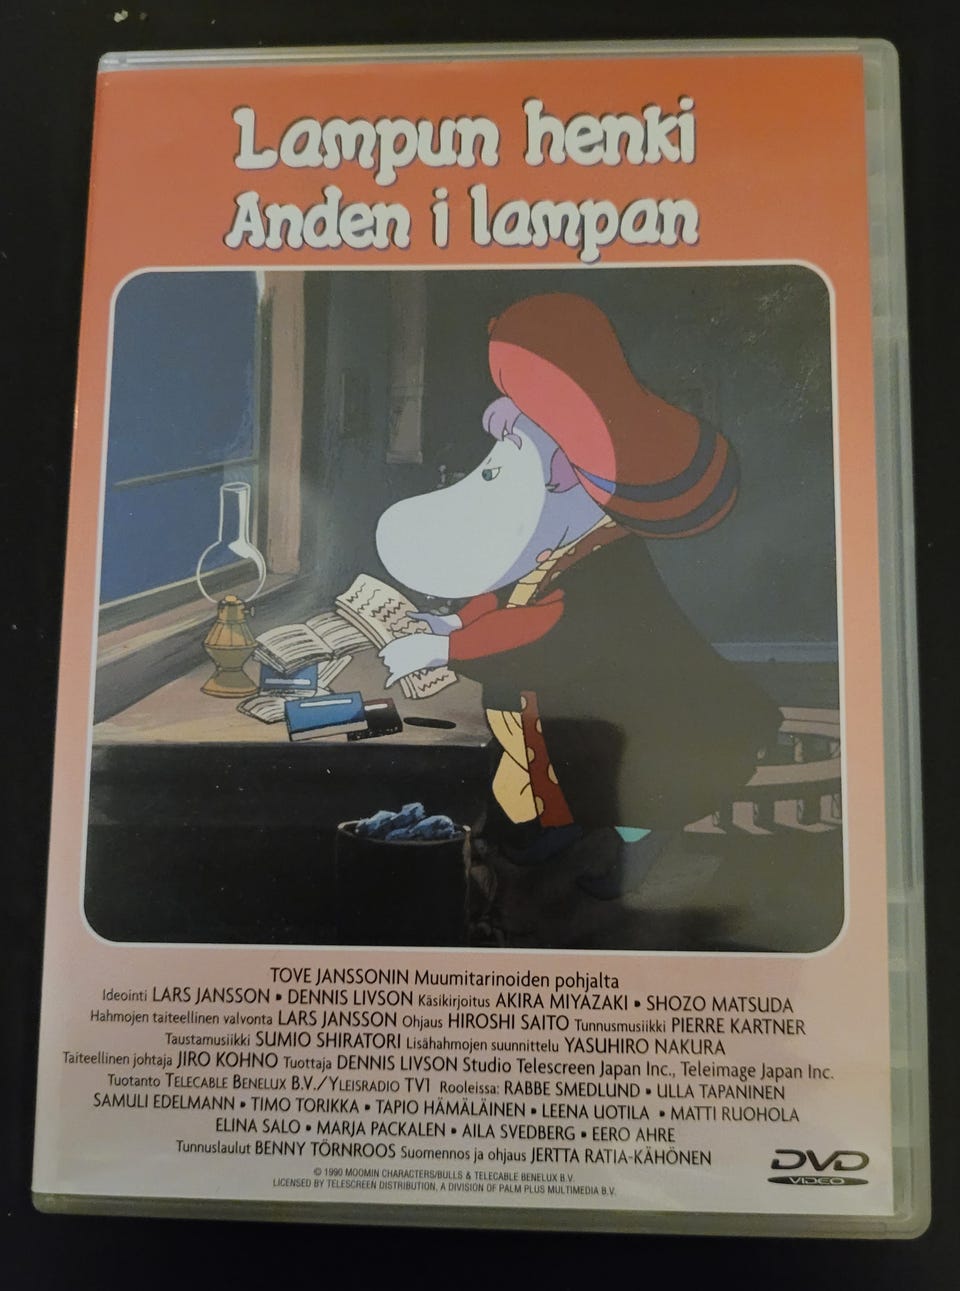 Lampun henki
Anden i lampan
TOVE JANSSONIN Muumitarinoiden pohjalta
Ideointi LARS JANSSON • DENNIS LIVSON Käsikirjoitus AKIRA MIYAZAKI • SHOZO MATSUDA
Hahmojen taiteellinen valvonta LARS JANSSON Ohjaus HIROSHI SAITO Tunnusmusiikki PIERRE KARTNER
Taustamusiikki SUMIO SHIRATORI Lisähahmojen suunnittelu YASUHIRO NAKURA
Taiteellinen johtaja JIRO KOHNO Tuottaja DENNIS LIVSON Studio Telescreen Japan Inc., Teleimage Japan Inc.
Tuotanto TELECABLE BENELUX B.V./YLEISRADIO TV1 Rooleissa: RABBE SMEDLUND • ULLA TAPANINEN
SAMULI EDELMANN • TIMO TORIKKA • TAPIO HÄMÄLÄINEN • LEENA UOTILA • MATTI RUOHOLA
ELINA SALO • MARJA PACKALEN • AILA SVEDBERG • EERO AHRE
Tunnuslaulut BENNY TÖRNROOS Suomennos ja ohjaus JERTTA RATIA-KÄHÖNEN
© 1990 MOOMIN CHARACTERS/BULLS & TELECABLE BENELUX B.V.
LICENSED BY TELESCREEN DISTRIBUTION, A DIVISION OF PALM PLUS MULTIMEDIA B.V.
DVD
VIDEO